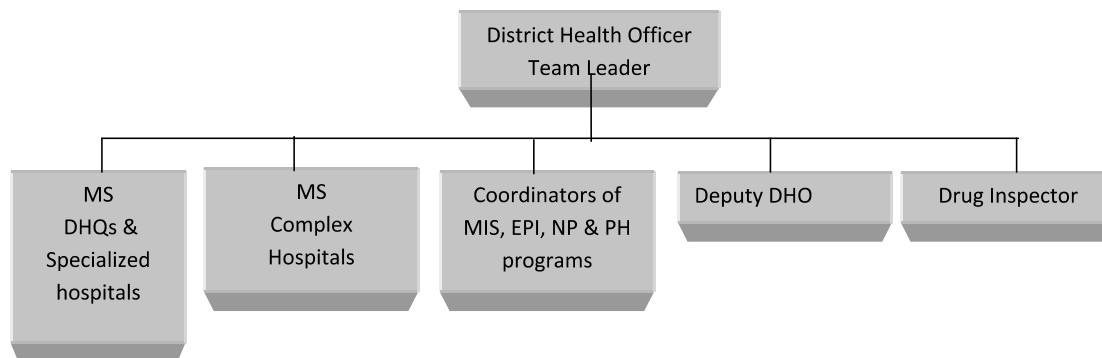 District Health Officer
Team Leader
MS
DHQs &
Specialized
hospitals
MS
Complex
Hospitals
Coordinators of
MIS, EPI, NP & PH
programs
Deputy DHO
Drug Inspector